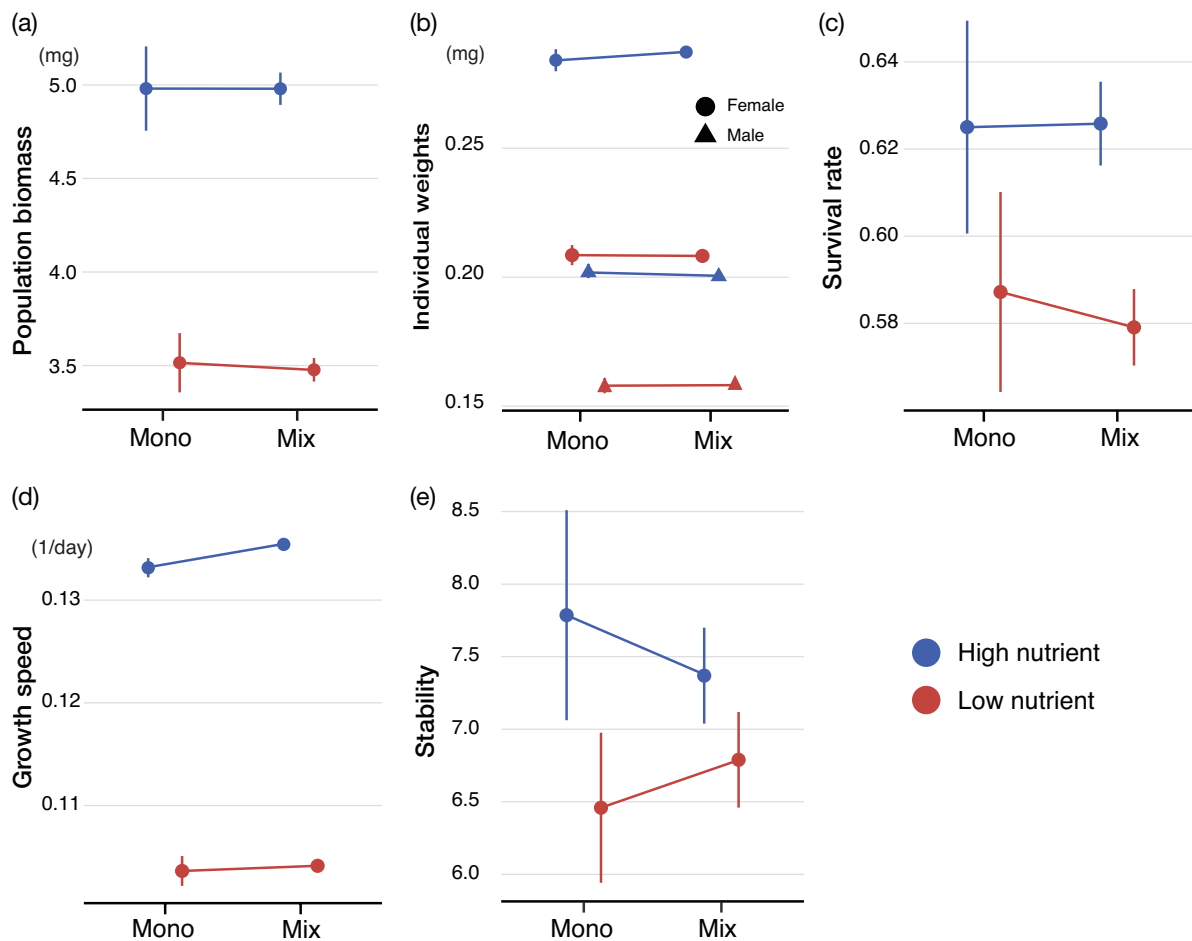 (a)
(mg)
Population biomass
5.0
4.5
4.0
3.5
Mono
Mix
(b)
(mg)
Individual weights
Female
Male
0.25
0.20
0.15
Mono
Mix
(c)
Survival rate
0.64
0.62
0.60
0.58
Mono
Mix
(d)
(1/day)
Growth speed
0.13
0.12
0.11
Mono
Mix
(e)
Stability
8.5
8.0
7.5
7.0
6.5
6.0
Mono
Mix
High nutrient
Low nutrient